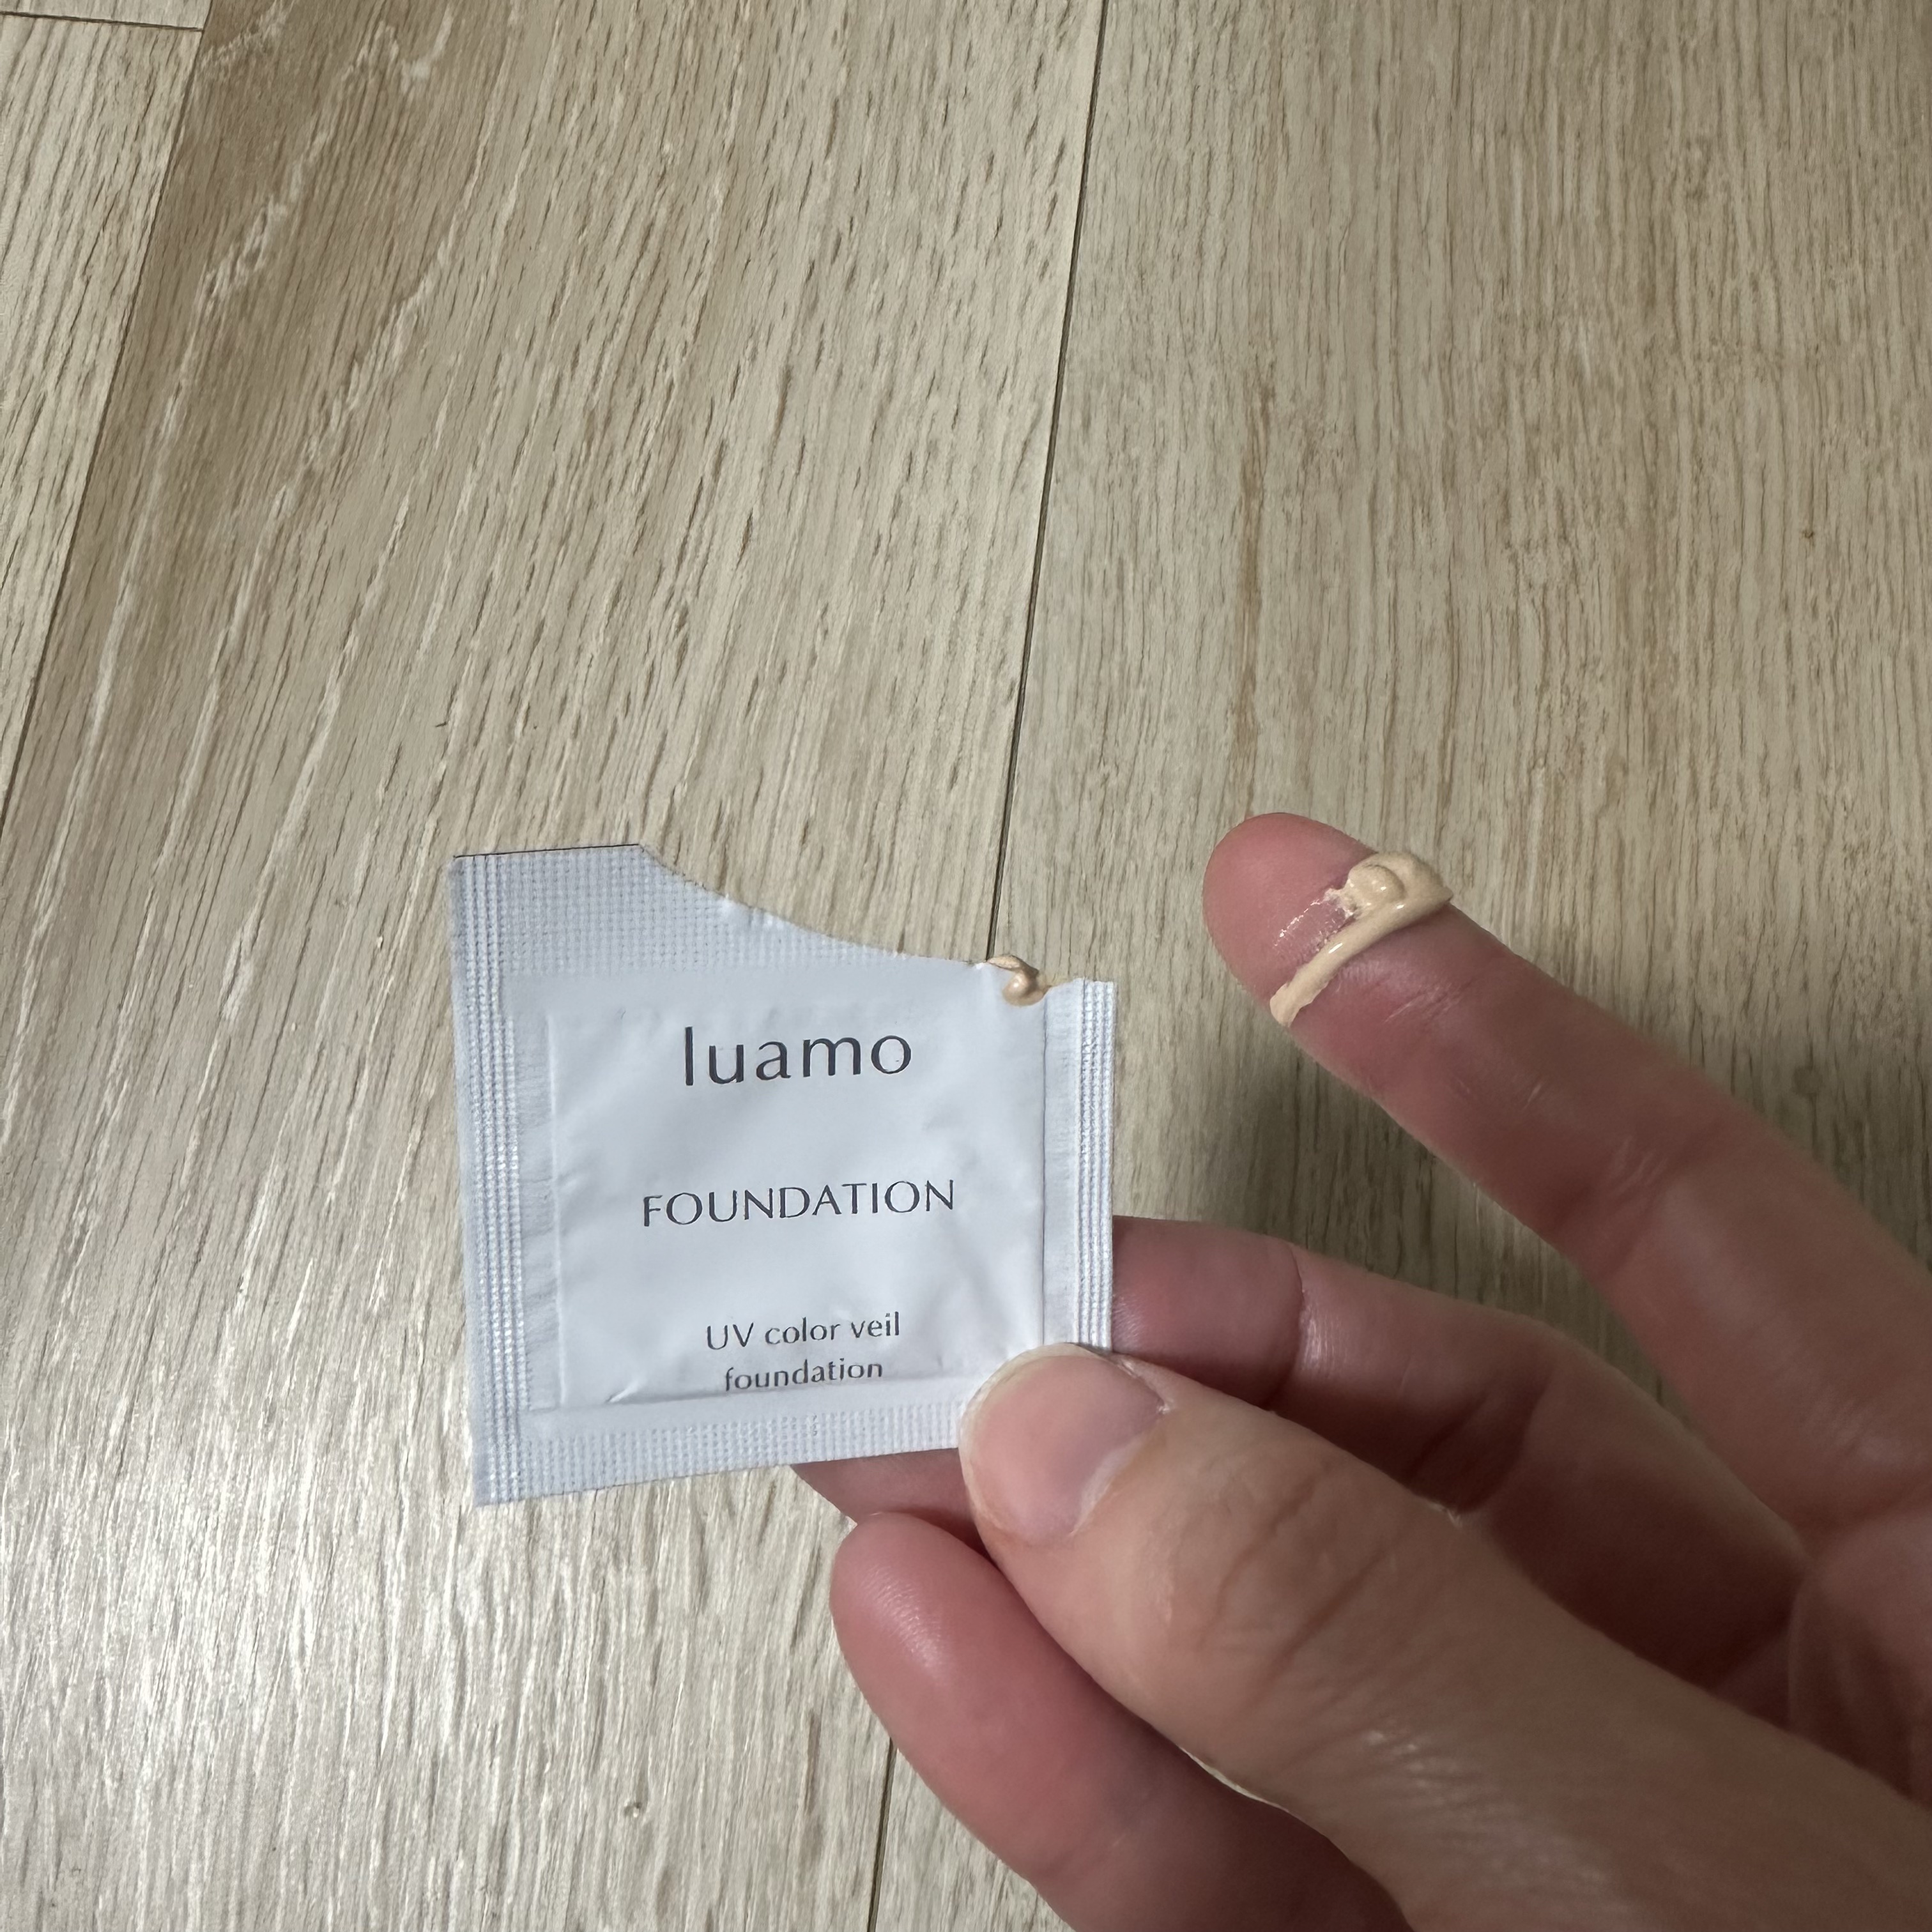 luamo
FOUNDATION
UV color veil
foundation